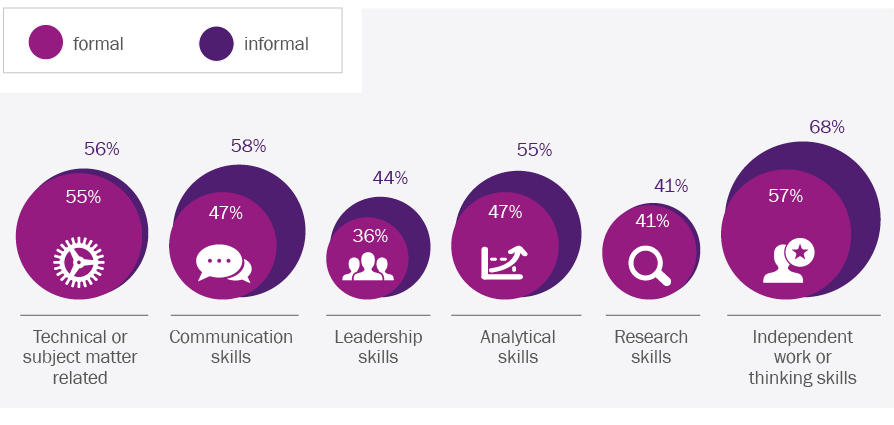 formal
informal
56%
55%
58%
47%
44%
36%
55%
47%
41%
41%
68%
57%
Technical or
subject matter
related
Communication
skills
Leadership
skills
Analytical
skills
Research
skills
Independent
work or
thinking skills